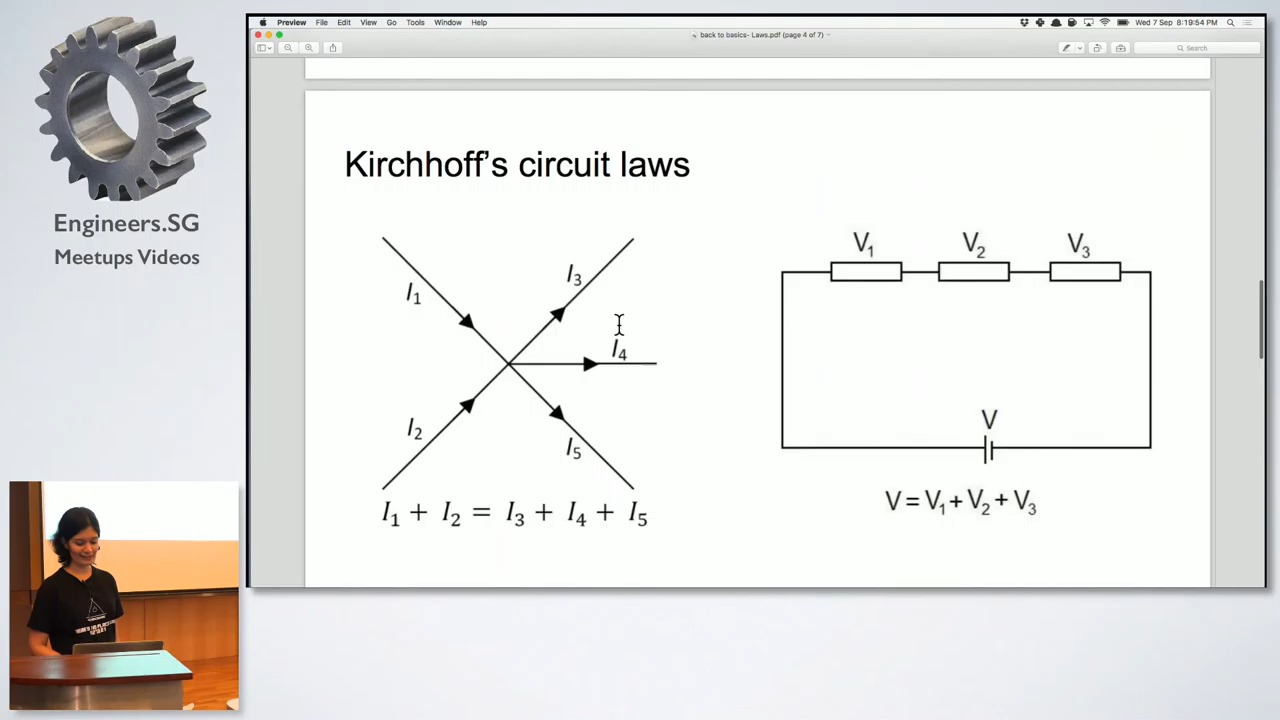 Engineers.SG
Meetups Videos
Preview File Edit View Go Tools Window Help
Wed 7 Sep 8:19:54 PM
back to basics- Laws.pdf (page 4 of 7)
Search
Kirchhoff's circuit laws
I1
I2
I3
I4
I5
I1 + I2 = I3 + I4 + I5
V1 V2 V3
V
V = V1 + V2 + V3